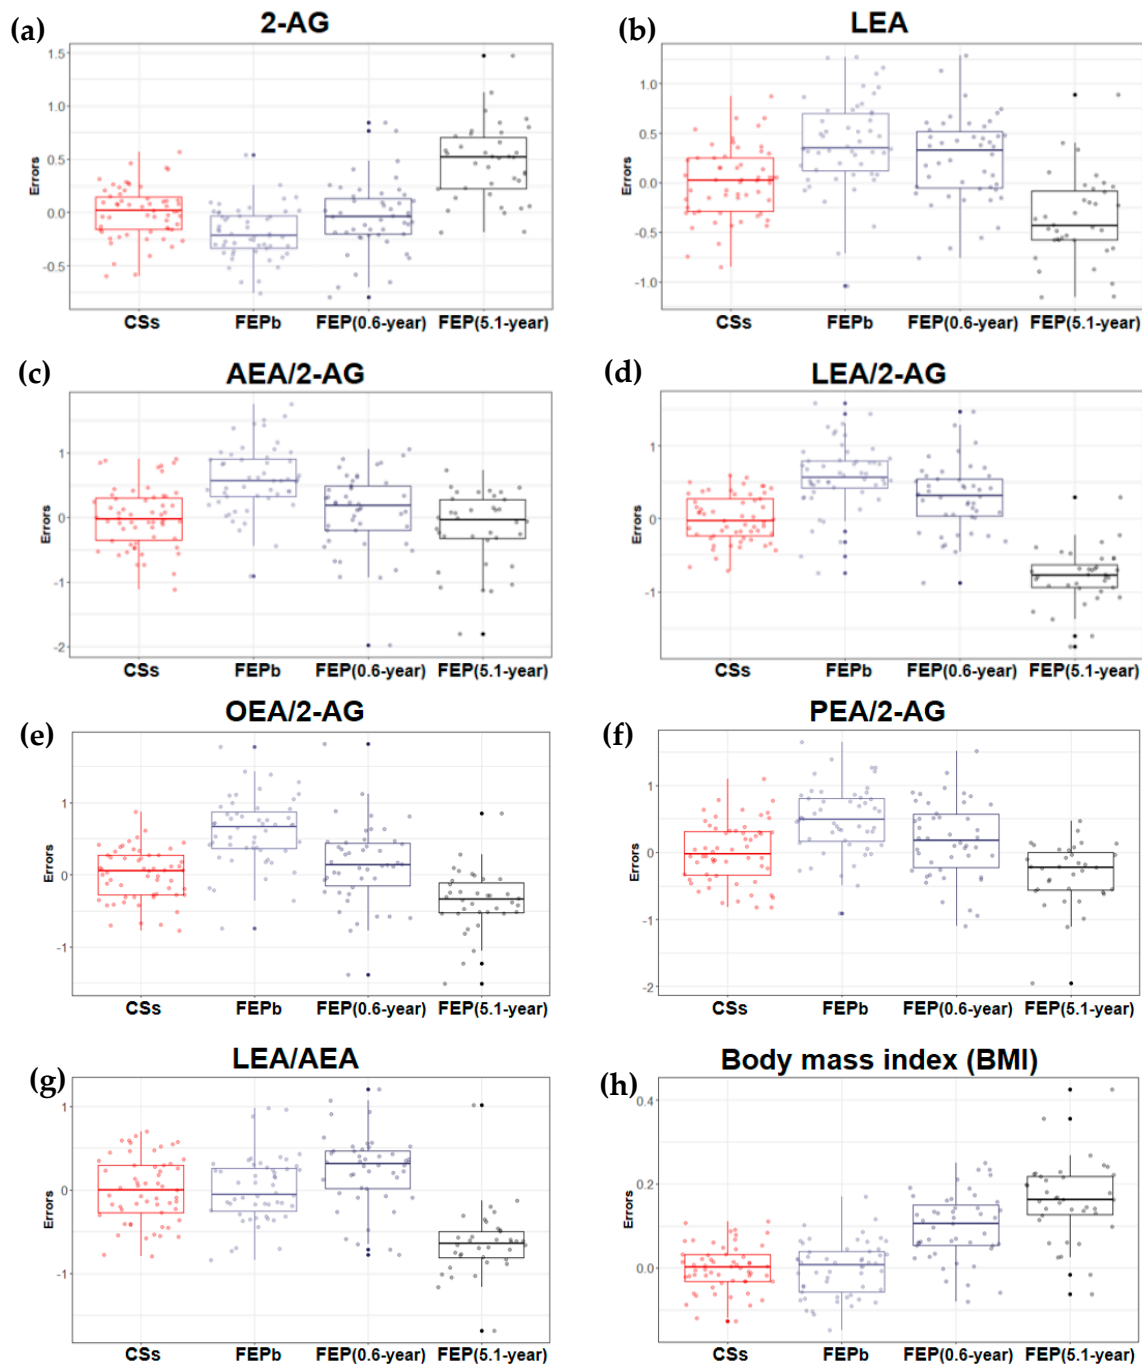 (a) 2-AG
1.5
1.0
0.5
0.0
-0.5
Errors
CSs FEPb FEP(0.6-year) FEP(5.1-year)
(b) LEA
1.0
0.5
0.0
-0.5
-1.0
Errors
CSs FEPb FEP(0.6-year) FEP(5.1-year)
(c) AEA/2-AG
1
0
-1
-2
Errors
CSs FEPb FEP(0.6-year) FEP(5.1-year)
(d) LEA/2-AG
1
0
-1
Errors
CSs FEPb FEP(0.6-year) FEP(5.1-year)
(e) OEA/2-AG
1
0
-1
Errors
CSs FEPb FEP(0.6-year) FEP(5.1-year)
(f) PEA/2-AG
1
0
-1
-2
Errors
CSs FEPb FEP(0.6-year) FEP(5.1-year)
(g) LEA/AEA
1
0
-1
Errors
CSs FEPb FEP(0.6-year) FEP(5.1-year)
(h) Body mass index (BMI)
0.4
0.2
0.0
Errors
CSs FEPb FEP(0.6-year) FEP(5.1-year)